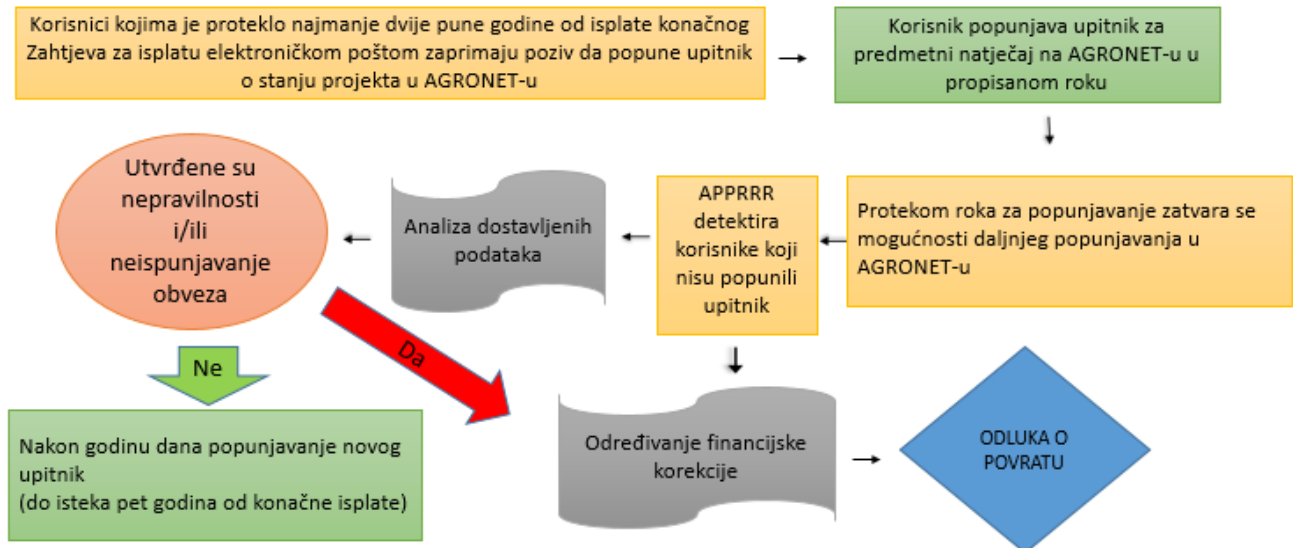 Korisnici kojima je proteklo najmanje dvije pune godine od isplate konačnog
Zahtjeva za isplatu elektroničkom poštom zaprimaju poziv da popune upitnik
o stanju projekta u AGRONET-u
Korisnik popunjava upitnik za
predmetni natječaj na AGRONET-u u
propisanom roku
Protekom roka za popunjavanje zatvara se
mogućnosti daljnjeg popunjavanja u
AGRONET-u
APPRRR
detektira
korisnike koji
nisu popunili
upitnik
Analiza dostavljenih
podataka
Utvrđene su
nepravilnosti
i/ili
neispunjavanje
obveza
Da
Ne
Nakon godinu dana popunjavanje novog
upitnik
(do isteka pet godina od konačne isplate)
Određivanje financijske
korekcije
ODLUKA O
POVRATU